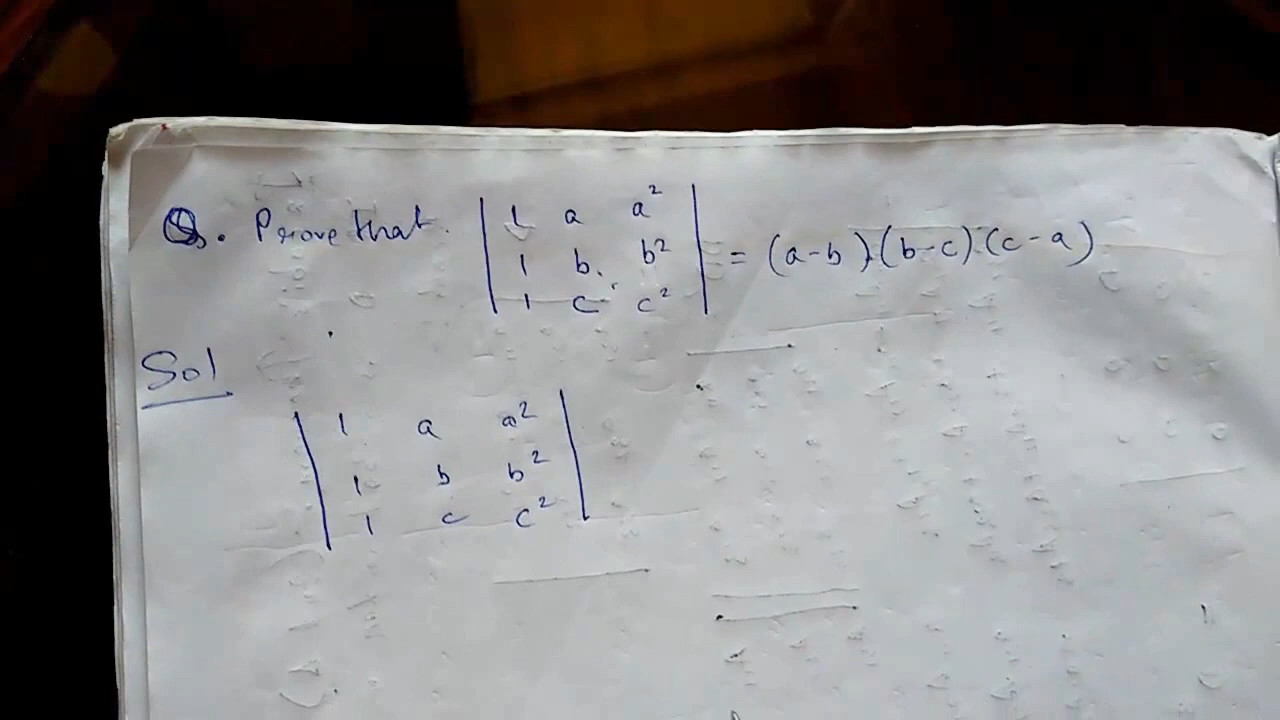 Q. Prove that. | 1 a a² |
| 1 b b² | = (a-b).(b-c).(c-a)
| 1 c c² |
Sol
| 1 a a² |
| 1 b b² |
| 1 c c² |